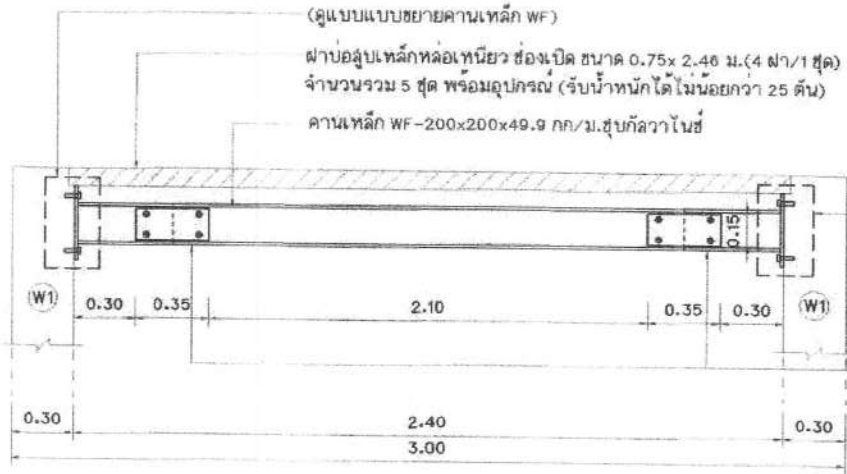 (ดูแบบแบบขยายคานเหล็ก WF)
ฝาบ่อสูบเหล็กหล่อเหนียว ช่องเปิด ขนาด 0.75x 2.46 ม.(4 ฝา/1 ชุด)
จำนวนรวม 5 ชุด พร้อมอุปกรณ์ (รับน้ำหนักได้ไม่น้อยกว่า 25 ตัน)
คานเหล็ก WF-200x200x49.9 กก/ม.ชุบกัลวาไนซ์
0.15
W1 0.30 0.35 2.10 0.35 0.30 W1
0.30 2.40 0.30
3.00